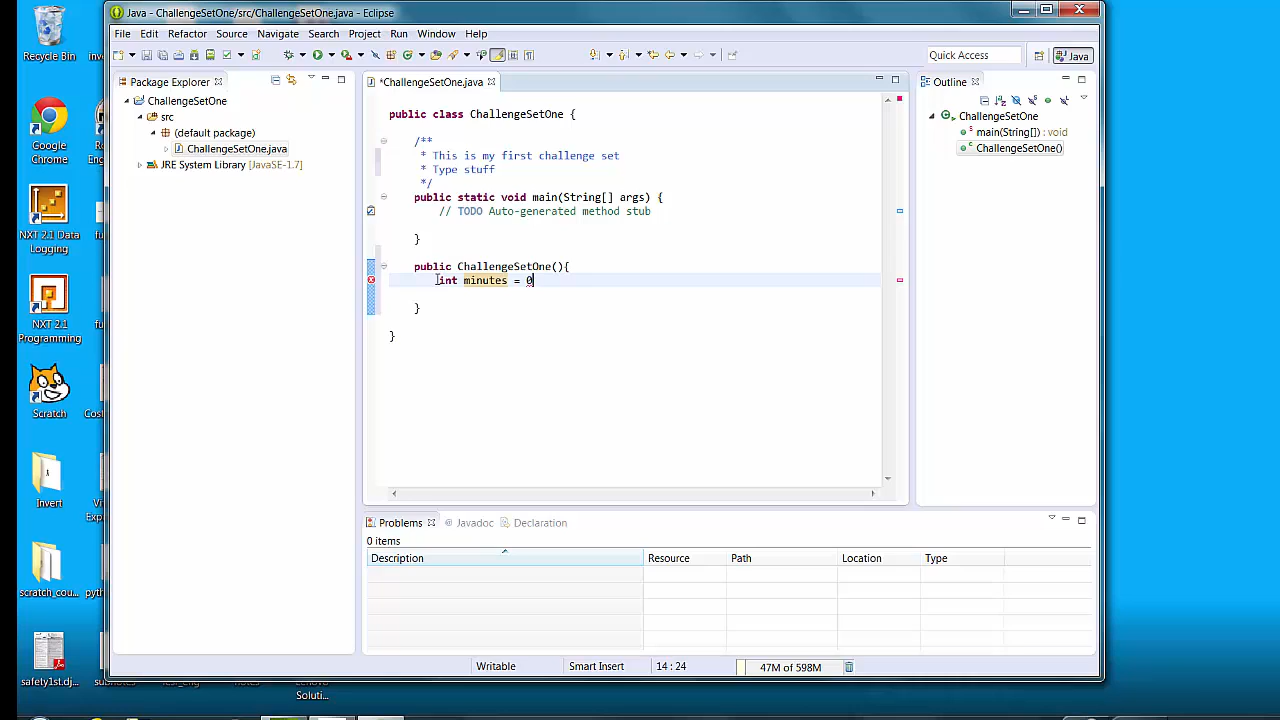 Java - ChallengeSetOne/src/ChallengeSetOne.java - Eclipse
File Edit Refactor Source Navigate Search Project Run Window Help
Quick Access
Java
Package Explorer
ChallengeSetOne
src
(default package)
ChallengeSetOne.java
JRE System Library [JavaSE-1.7]
*ChallengeSetOne.java
public class ChallengeSetOne {
/**
* This is my first challenge set
* Type stuff
*/
public static void main(String[] args) {
// TODO Auto-generated method stub
}
public ChallengeSetOne(){
int minutes = 0
}
}
Outline
ChallengeSetOne
main(String[]) : void
ChallengeSetOne()
Problems Javadoc Declaration
0 items
Description Resource Path Location Type
Writable Smart Insert 14 : 24 47M of 598M
Recycle Bin
Google
Chrome
NXT 2.1 Data
Logging
NXT 2.1
Programming
Scratch
Invert
scratch_cou...
safety1st.dj...
Soluti...